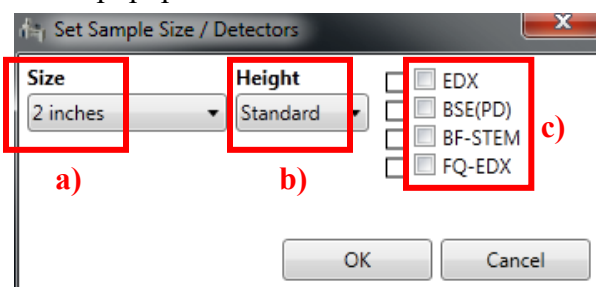 Set Sample Size / Detectors
Size
Height
2 inches
Standard
EDX
BSE(PD)
BF-STEM
FQ-EDX
a)
b)
c)
OK
Cancel